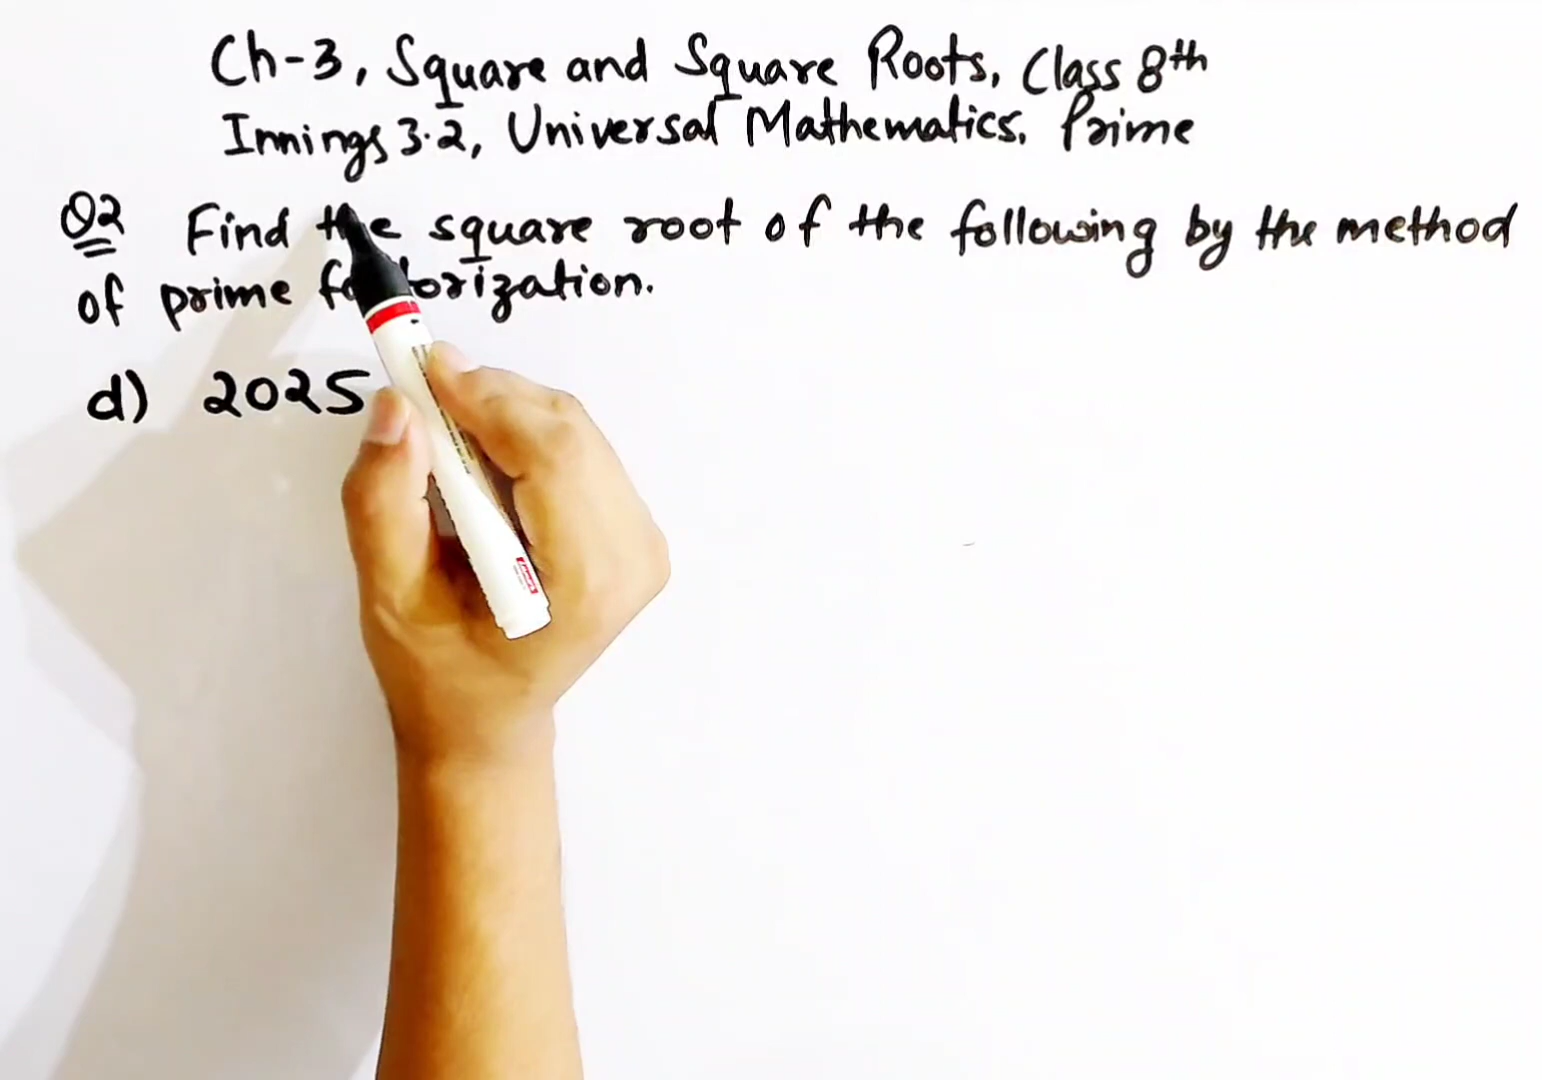 Ch-3, Square and Square Roots, Class 8th
Innings 3.2, Universal Mathematics, Prime
Q2 Find the square root of the following by the method
of prime factorization.
d) 2025